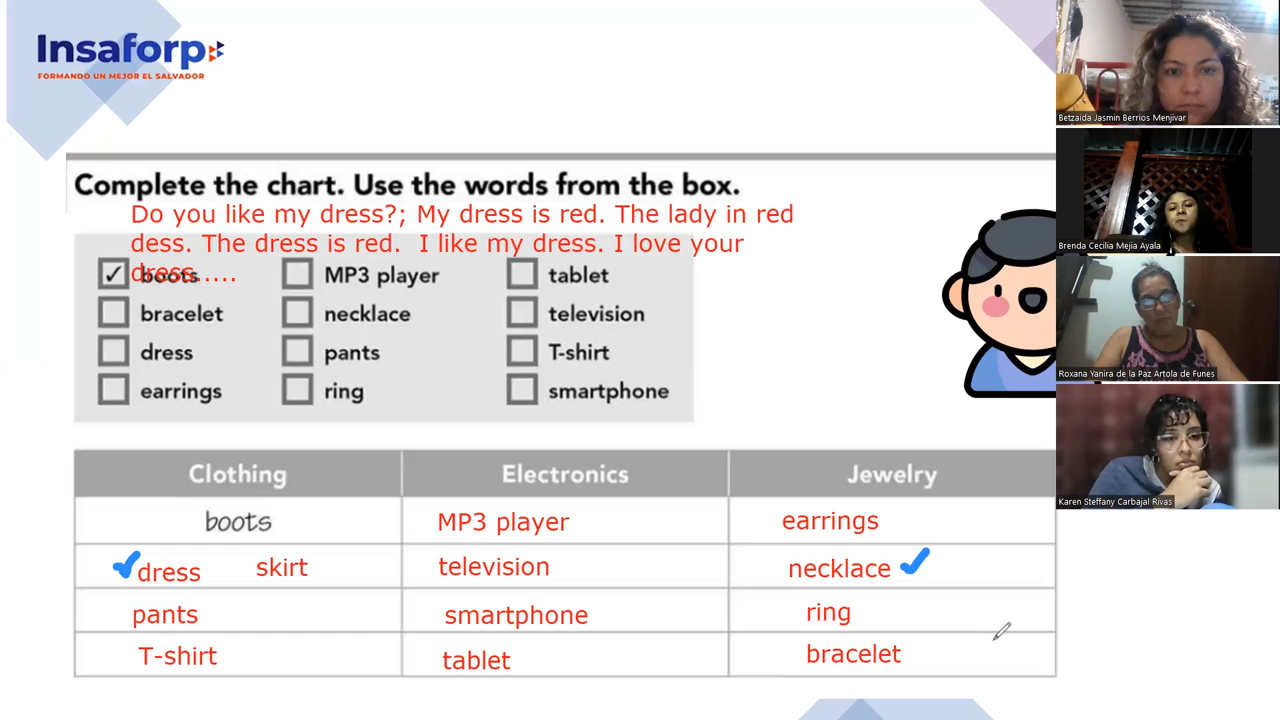 Insaforp
FORMANDO UN MEJOR EL SALVADOR
Complete the chart. Use the words from the box.
Do you like my dress?; My dress is red. The lady in red
dess. The dress is red. I like my dress. I love your
dress.....
✓ boots MP3 player tablet
bracelet necklace television
dress pants T-shirt
earrings ring smartphone
Clothing Electronics Jewelry
boots MP3 player earrings
dress skirt television necklace
pants smartphone ring
T-shirt tablet bracelet
Betzaida Jasmin Berrios Menjivar
Brenda Cecilia Mejia Ayala
Roxana Yanira de la Paz Artola de Funes
Karen Steffany Carbajal Rivas